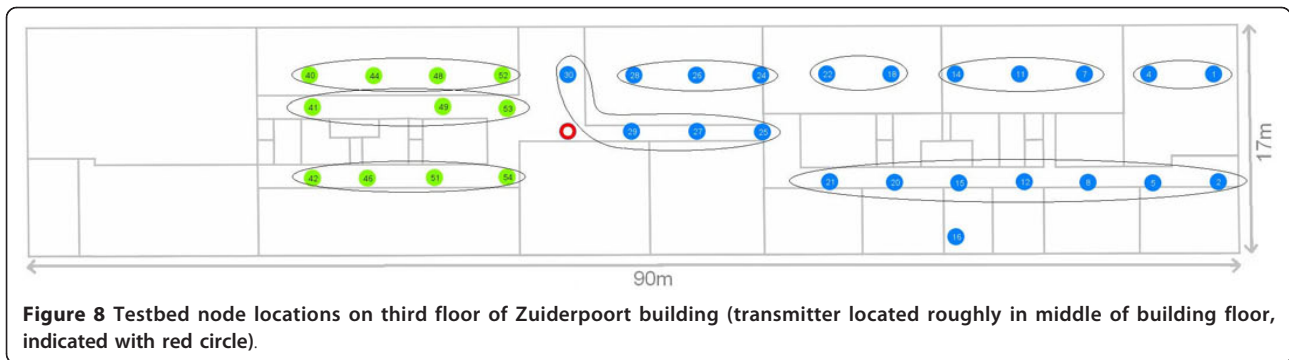 40 44 48 52 30 28 26 24 22 18 14 11 7 4 1
41 49 53
29 27 25
42 46 51 54 21 20 15 12 8 5 2
16
17m
90m
Figure 8 Testbed node locations on third floor of Zuiderpoort building (transmitter located roughly in middle of building floor,
indicated with red circle).